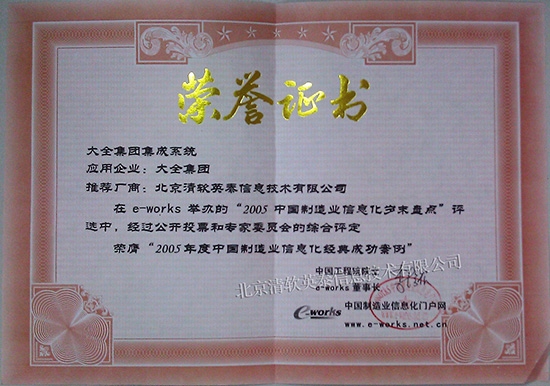 荣誉证书
大全集团集成系统
应用企业：大全集团
推荐厂商：北京清软英泰信息技术有限公司
在 e-works 举办的“2005 中国制造业信息化岁末盘点”评
选中，经过公开投票和专家委员会的综合评定
荣膺“2005年度中国制造业信息化经典成功案例”
中国工程院院士
北京清软英泰信息技术有限公司
e-works董事长
e-works
中国制造业信息化门户网
www.e-works.net.cn